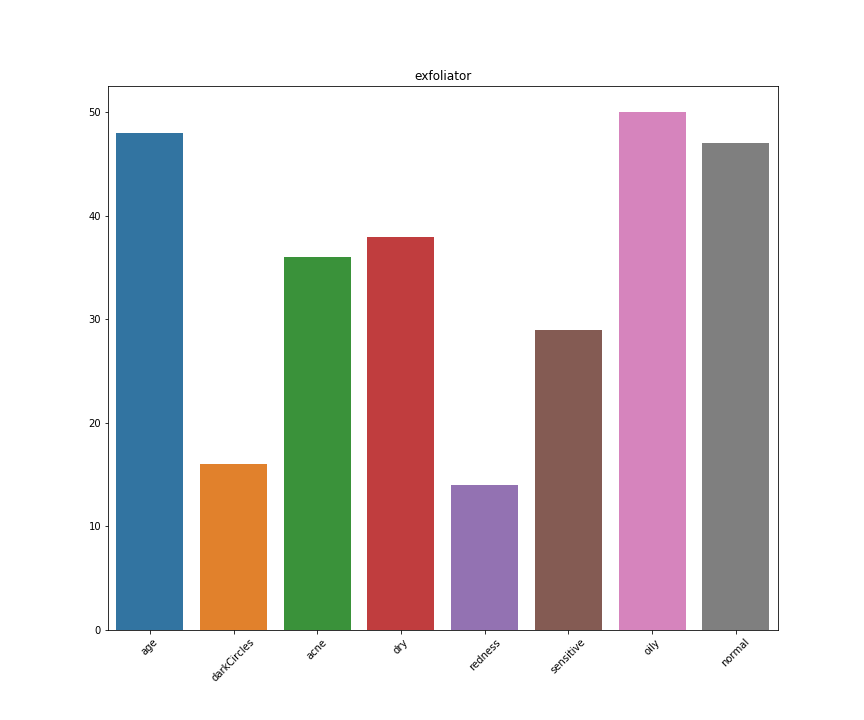 exfoliator
50
40
30
20
10
0
age
darkCircles
acne
dry
redness
sensitive
oily
normal